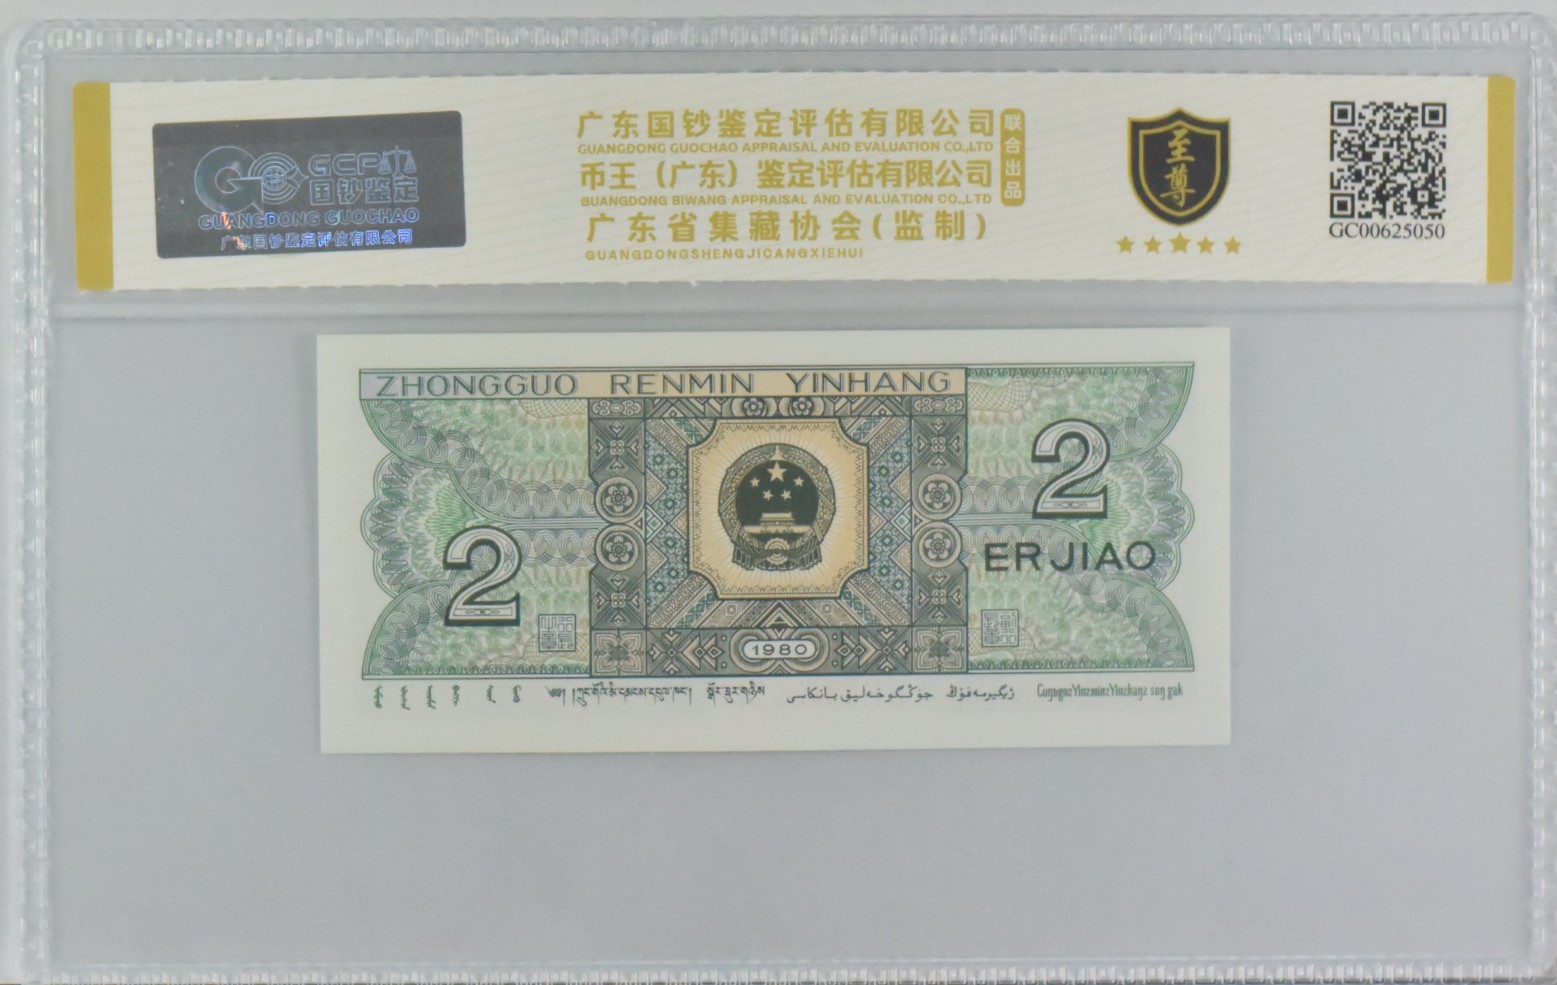 GCP
国钞鉴定
GUANGDONG GUOCHAO
广东国钞鉴定评估有限公司
广东国钞鉴定评估有限公司
GUANGDONG GUOCHAO APPRAISAL AND EVALUATION CO.,LTD
币王（广东）鉴定评估有限公司
GUANGDONG BIWANG APPRAISAL AND EVALUATION CO.,LTD
广东省集藏协会(监制)
GUANGDONGSHENGJICANGXIEHUI
联合出品
至尊
GC00625050
ZHONGGUO RENMIN YINHANG
2
2
ERJIAO
1980